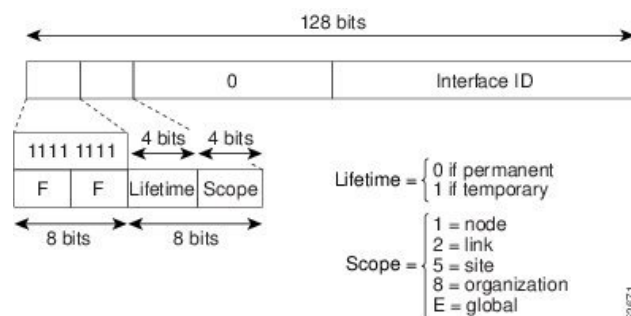 128 bits
0 Interface ID
4 bits 4 bits
1111 1111
F F Lifetime Scope
8 bits 8 bits
Lifetime = 0 if permanent
1 if temporary
Scope = 1 = node
2 = link
5 = site
8 = organization
E = global